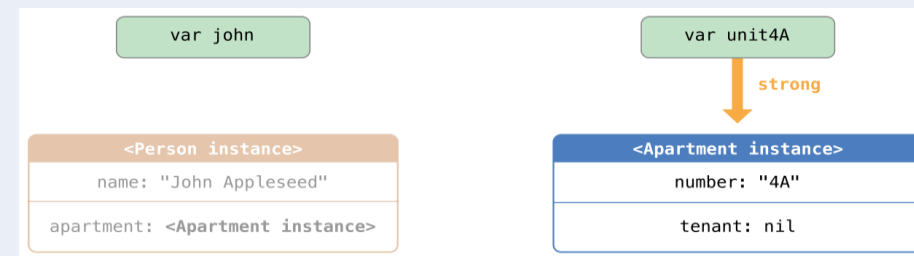 var john
var unit4A
strong
<Person instance>
<Apartment instance>
name: "John Appleseed"
number: "4A"
apartment: <Apartment instance>
tenant: nil